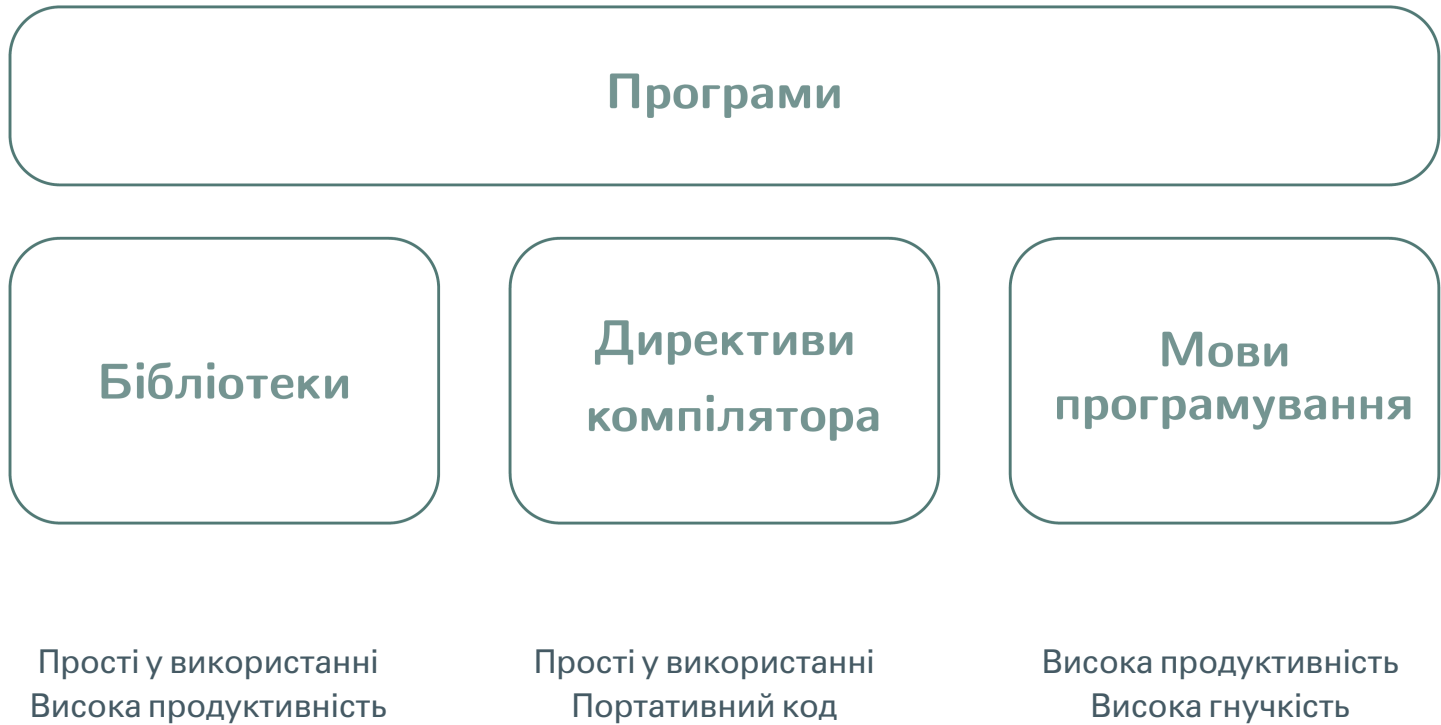 Програми
Бібліотеки
Директиви
компілятора
Мови
програмування
Прості у використанні
Висока продуктивність
Прості у використанні
Портативний код
Висока продуктивність
Висока гнучкість